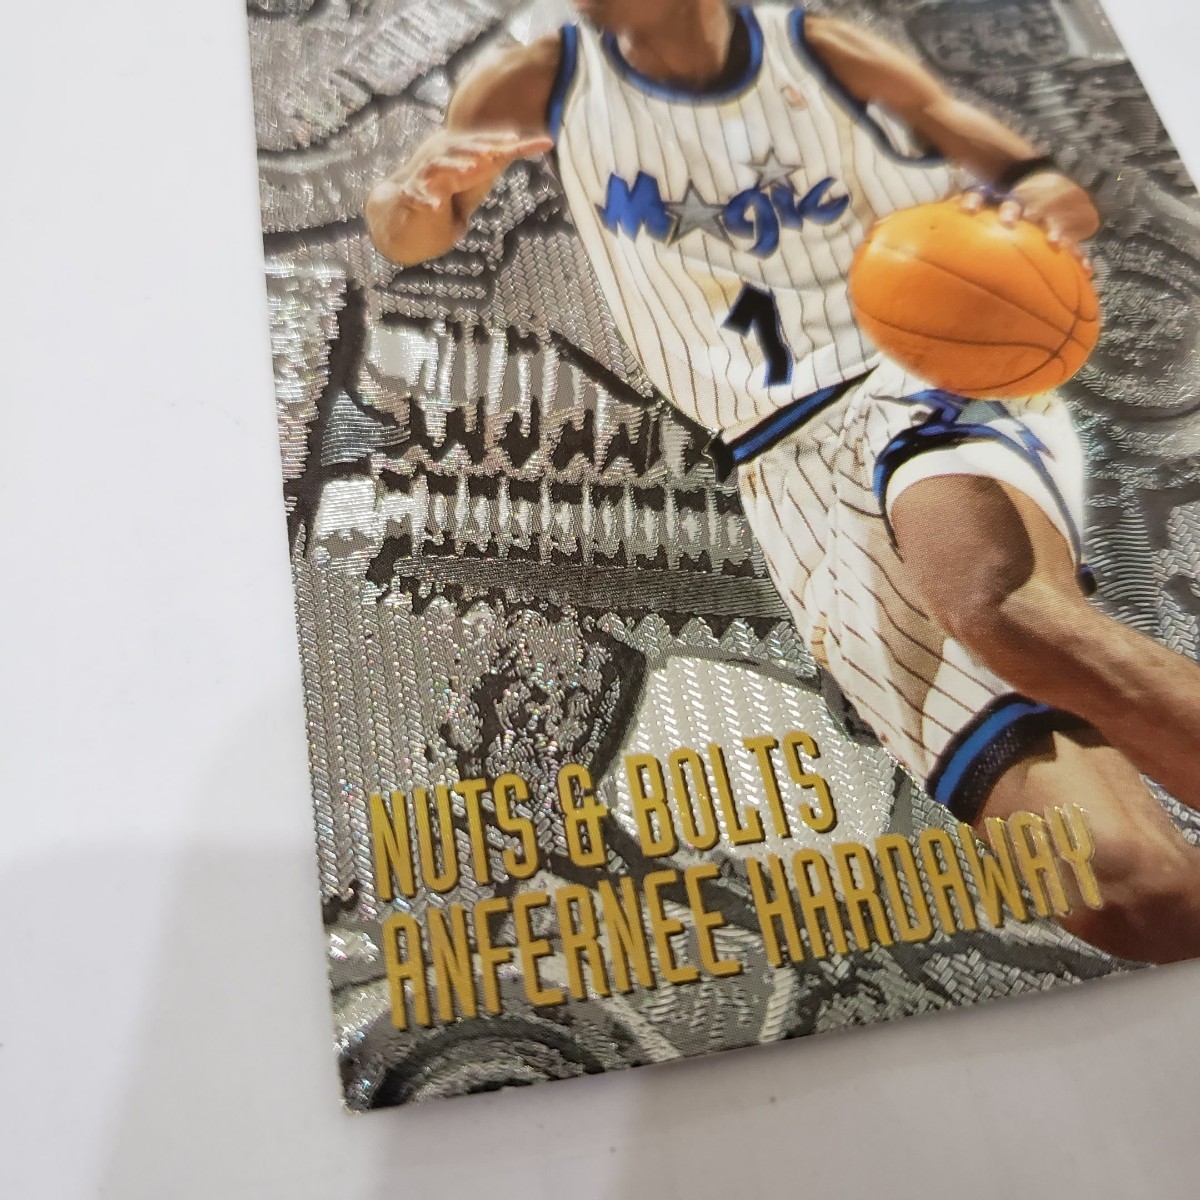 Magic
1
NUTS & BOLTS
ANFERNEE HARDAWAY